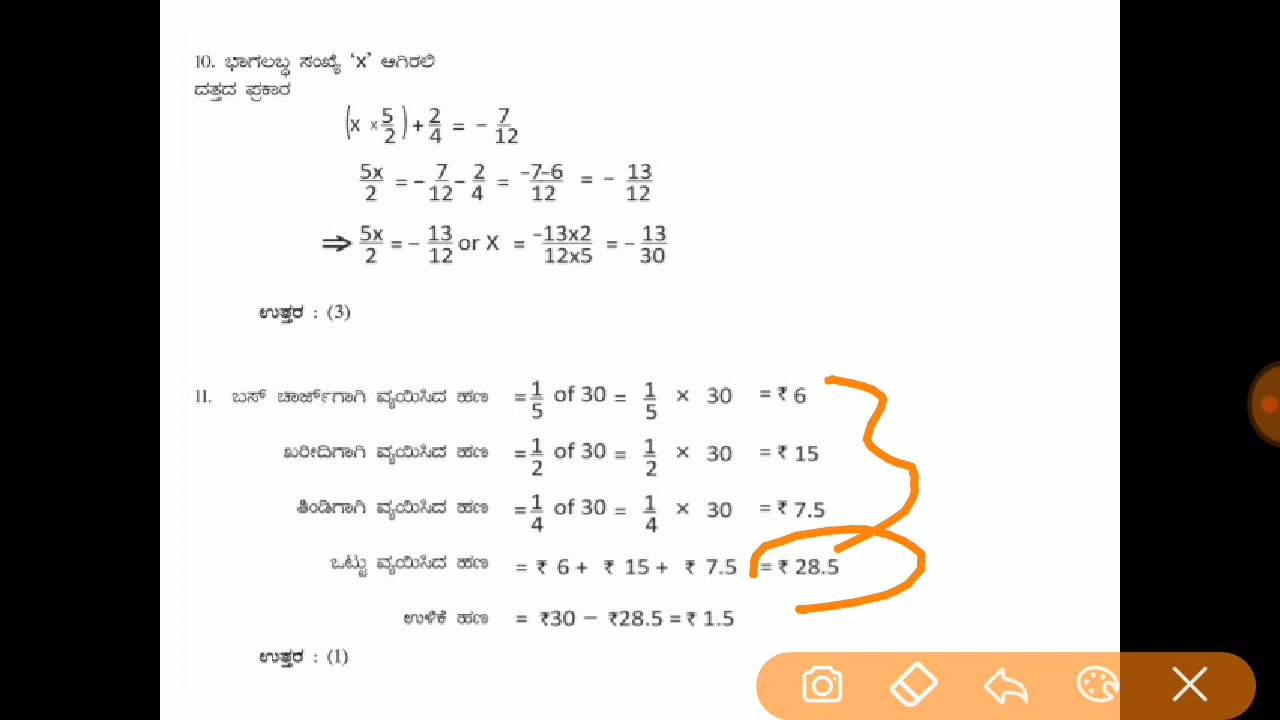 10. ಭಾಗಲಬ್ಧ ಸಂಖ್ಯೆ ‘x’ ಆಗಿರಲಿ
ದತ್ತದ ಪ್ರಕಾರ
(x × 5/2) + 2/4 = − 7/12
5x/2 = − 7/12 − 2/4 = −7−6/12 = − 13/12
⇒ 5x/2 = − 13/12 or X = −13x2/12x5 = − 13/30
ಉತ್ತರ : (3)
11. ಬಸ್ ಚಾರ್ಜ್‌ಗಾಗಿ ವ್ಯಯಿಸಿದ ಹಣ = 1/5 of 30 = 1/5 × 30 = ₹ 6
ಖರೀದಿಗಾಗಿ ವ್ಯಯಿಸಿದ ಹಣ = 1/2 of 30 = 1/2 × 30 = ₹ 15
ತಿಂಡಿಗಾಗಿ ವ್ಯಯಿಸಿದ ಹಣ = 1/4 of 30 = 1/4 × 30 = ₹ 7.5
ಒಟ್ಟು ವ್ಯಯಿಸಿದ ಹಣ = ₹ 6 + ₹ 15 + ₹ 7.5 = ₹ 28.5
ಉಳಿಕೆ ಹಣ = ₹30 − ₹28.5 = ₹ 1.5
ಉತ್ತರ : (1)